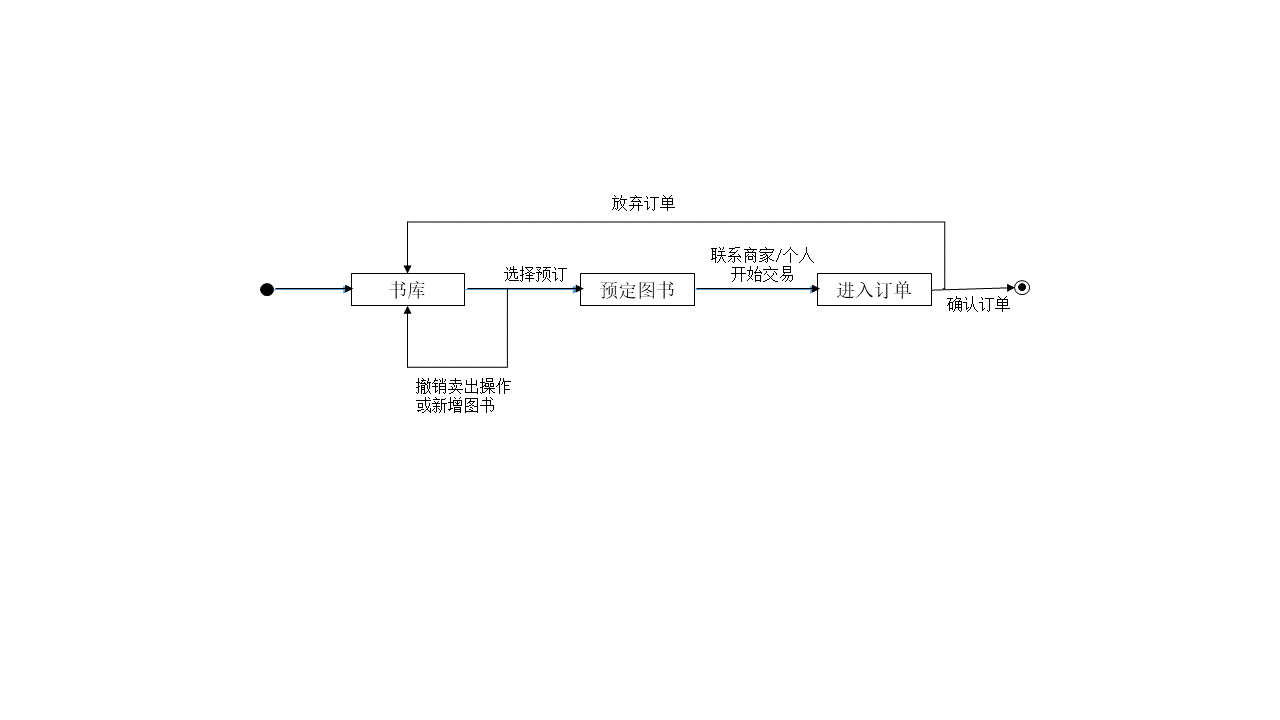 放弃订单
联系商家/个人
开始交易
选择预订
书库
预定图书
进入订单
确认订单
撤销卖出操作
或新增图书